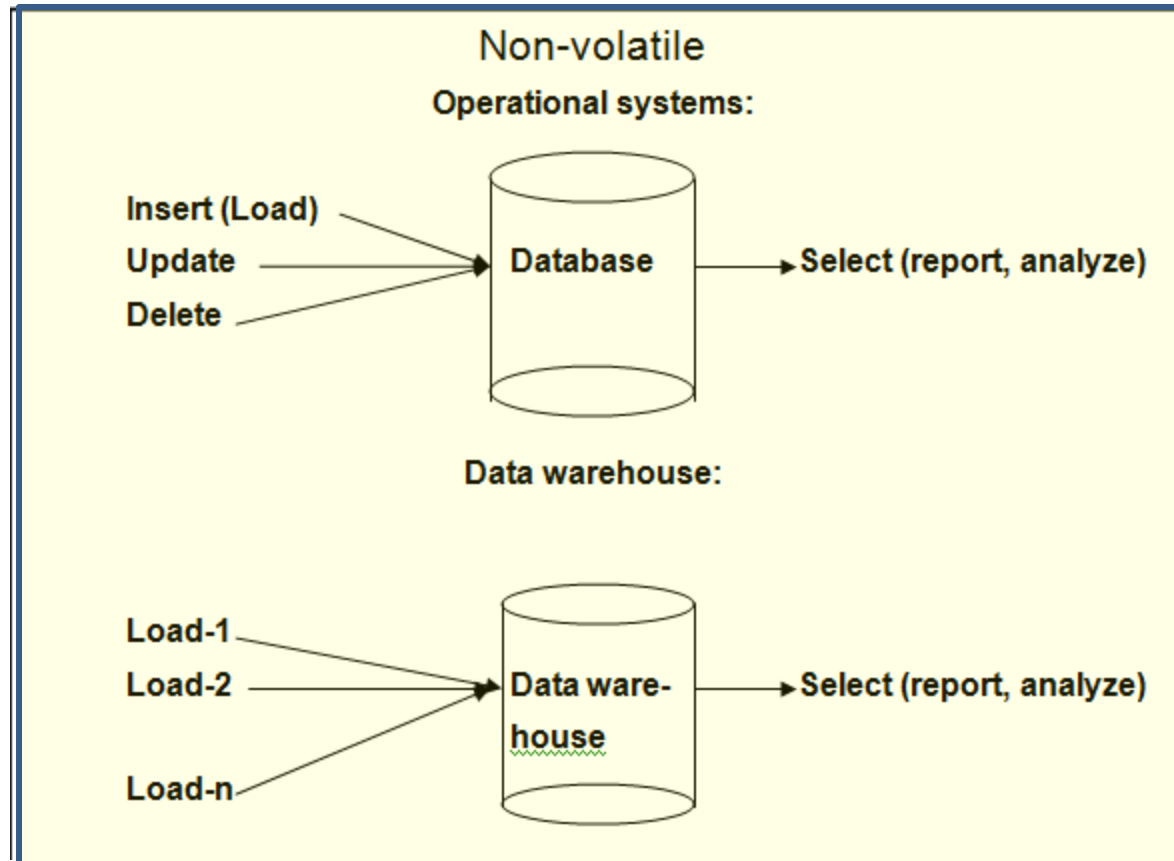 Non-volatile
Operational systems:
Insert (Load)
Update
Delete
Database
Select (report, analyze)
Data warehouse:
Load-1
Load-2
Load-n
Data ware-
house
Select (report, analyze)